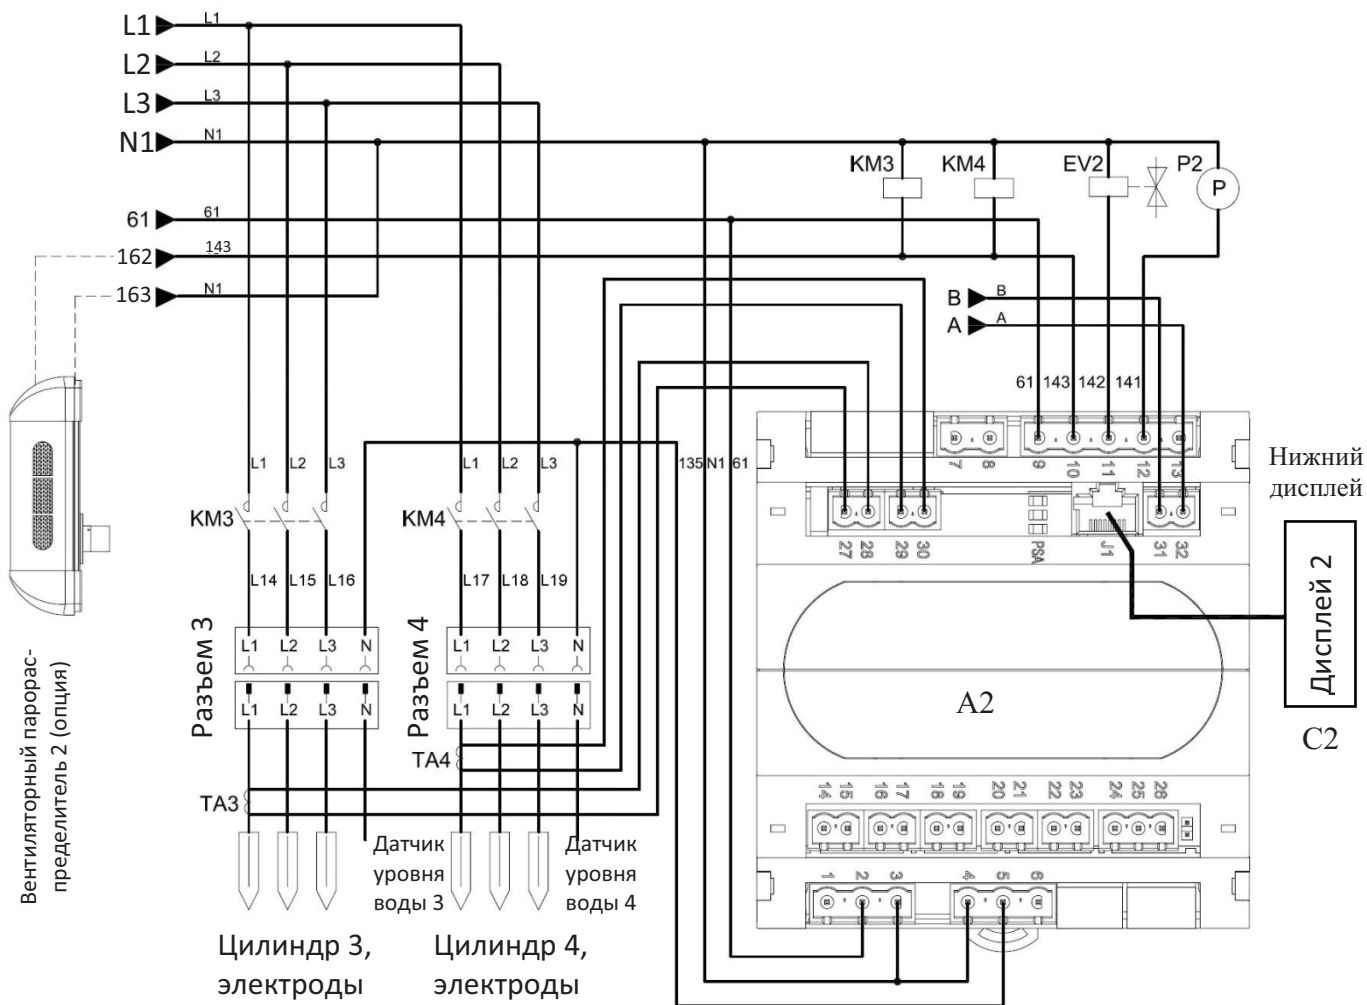 L1 L1
L2 L2
L3 L3
N1 N1
KM3 KM4 EV2 P2 P
61 61
162 143
163 N1
B B
A A
61 143 142 141
7 8 9 10 11 12 13
L1 L2 L3 L1 L2 L3 135 N1 61
Нижний
дисплей
KM3 KM4
27 28 29 30 PSA J1 31 32
L14 L15 L16 L17 L18 L19
Дисплей 2
C2
A2
Разъем 3
L1 L2 L3 N
L1 L2 L3 N
Разъем 4
L1 L2 L3 N
L1 L2 L3 N
Вентиляторный парорас-
пределитель 2 (опция)
TA4
TA3
14 15 16 17 18 19 20 21 22 23 24 25 26
Датчик
уровня
воды 3
Датчик
уровня
воды 4
1 2 3 4 5 6
Цилиндр 3,
электроды
Цилиндр 4,
электроды